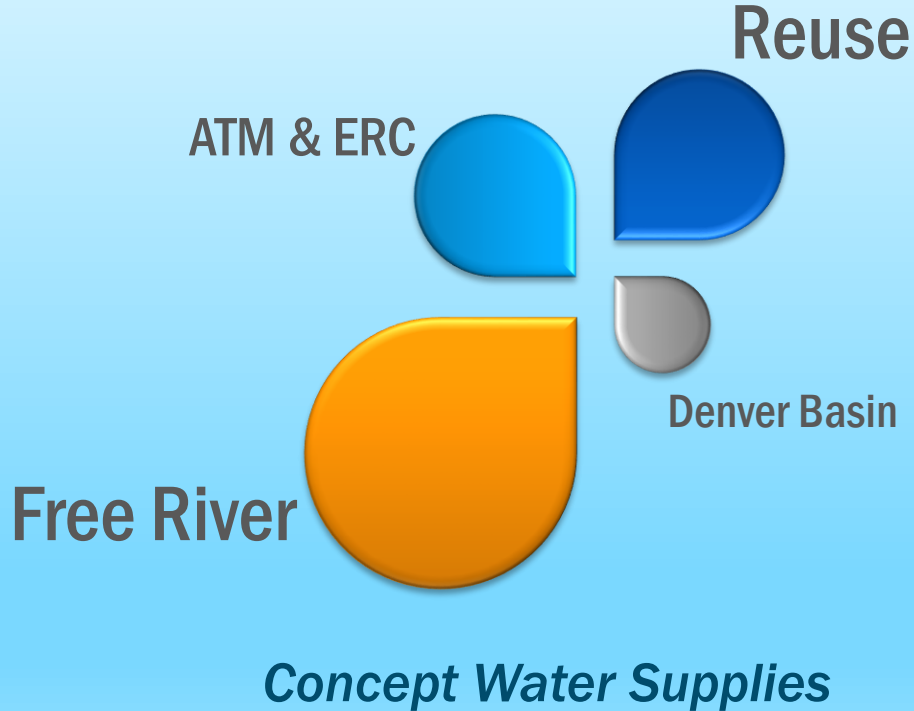 Reuse
ATM & ERC
Denver Basin
Free River
Concept Water Supplies